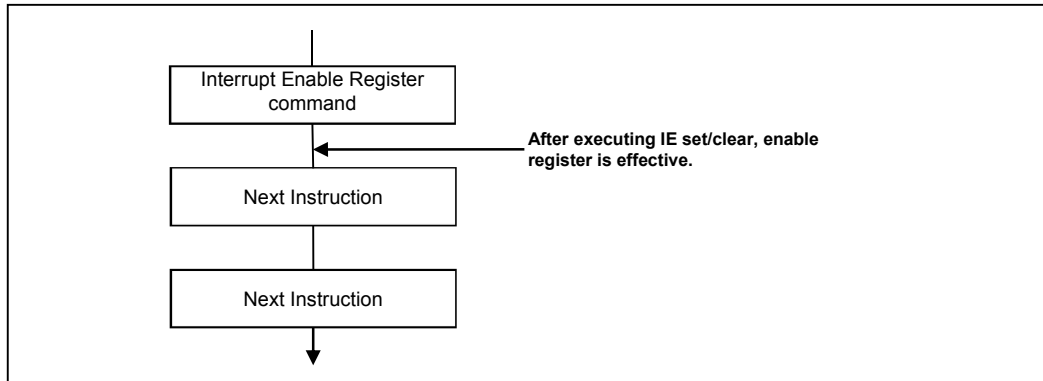 Interrupt Enable Register
command
After executing IE set/clear, enable
register is effective.
Next Instruction
Next Instruction